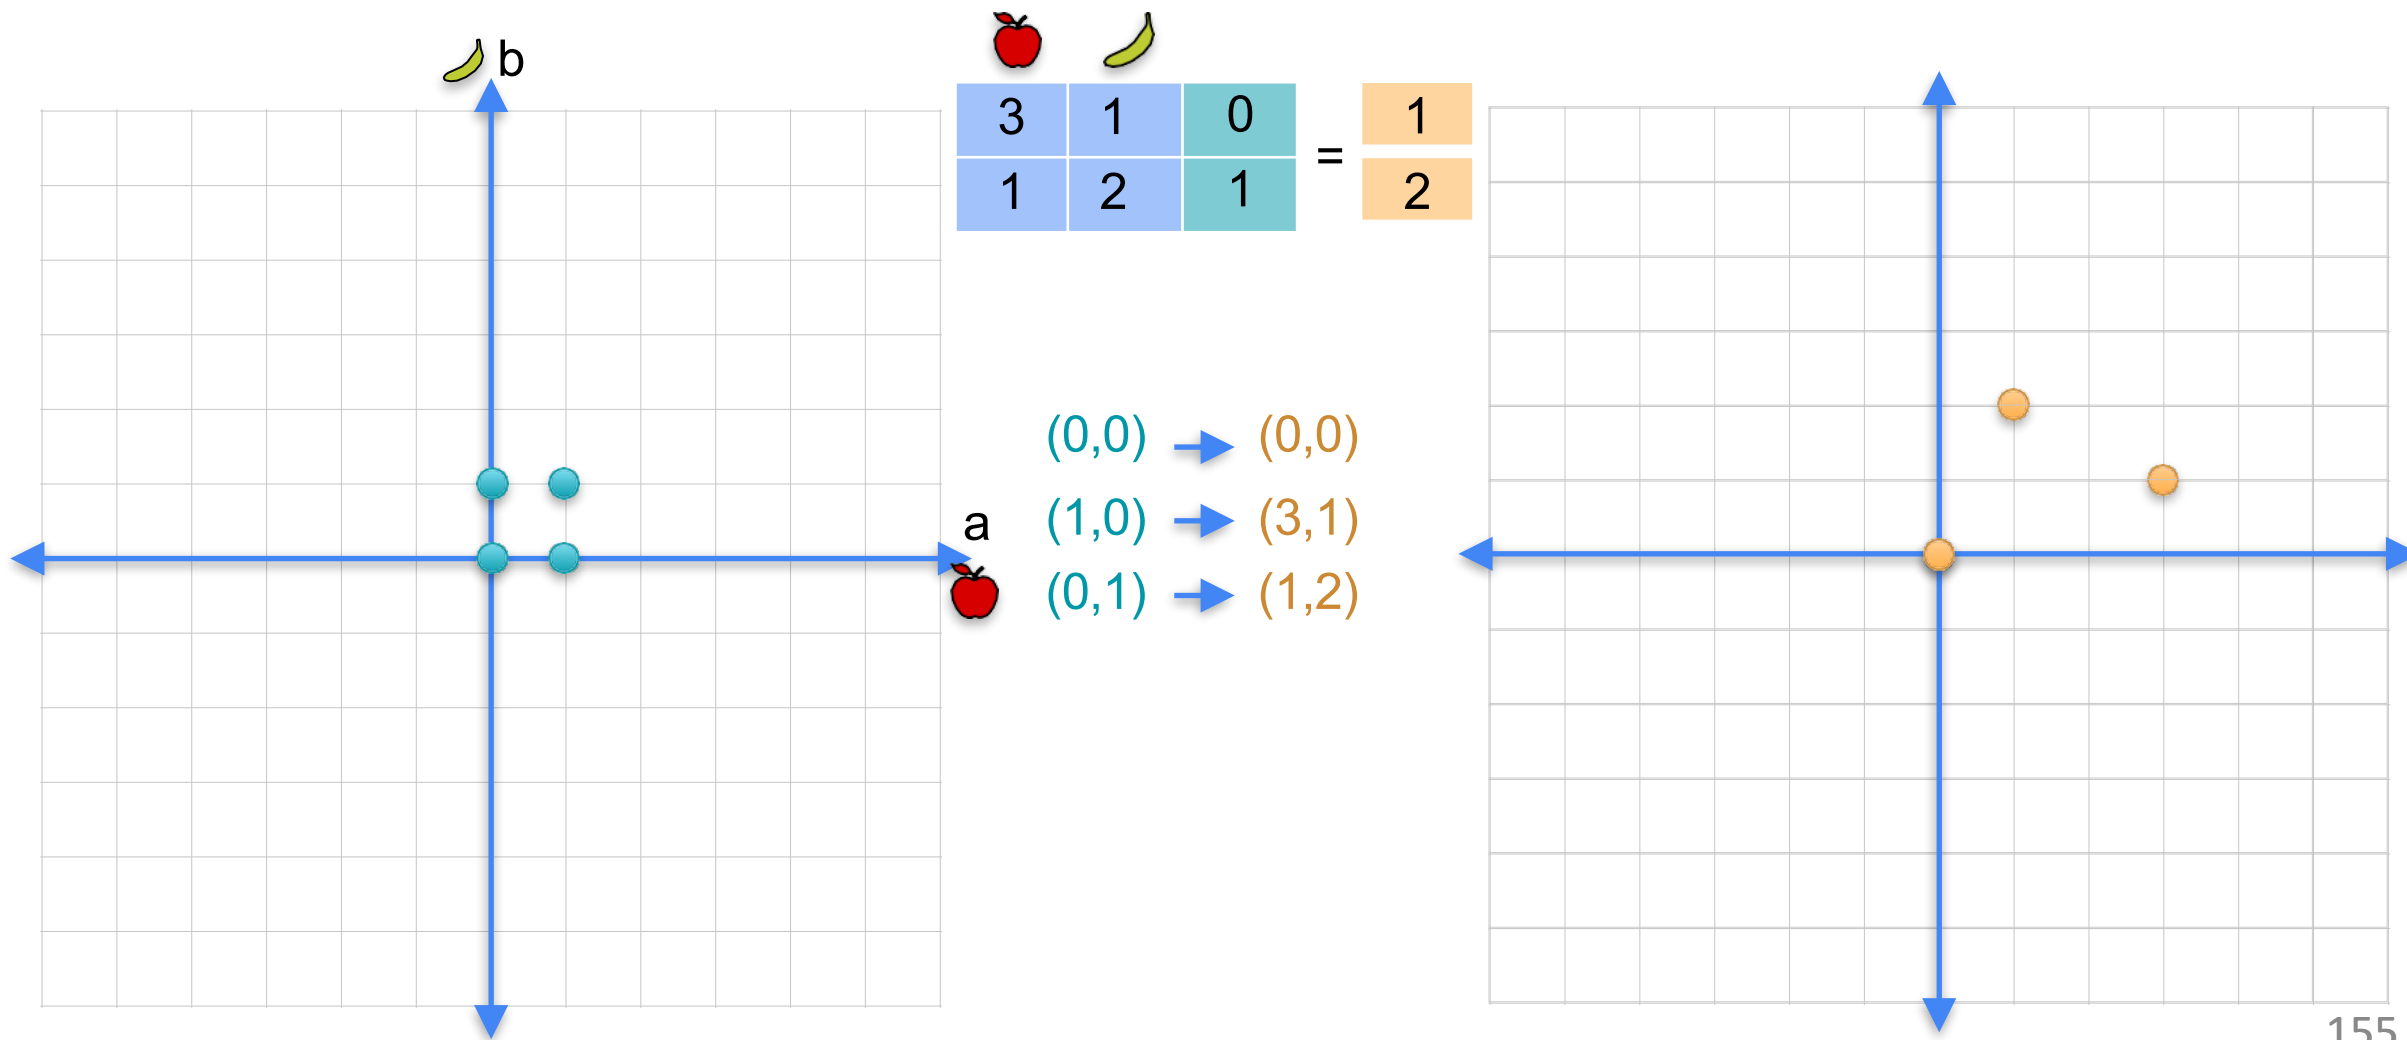 b
3 1 0 = 1
1 2 1 2
(0,0) (0,0)
a
(1,0) (3,1)
(0,1) (1,2)
155